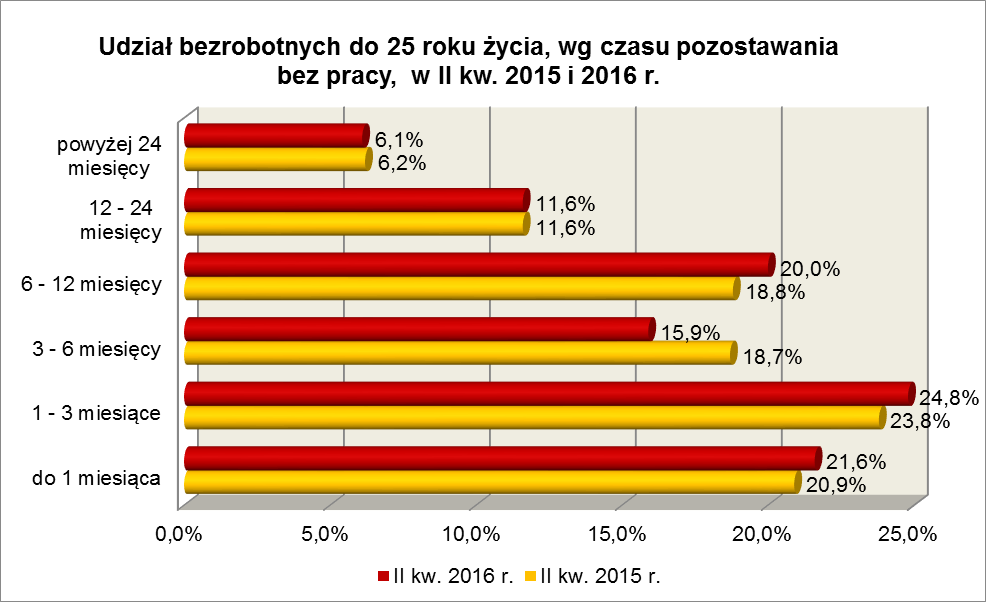 Udział bezrobotnych do 25 roku życia, wg czasu pozostawania
bez pracy, w II kw. 2015 i 2016 r.
powyżej 24
miesięcy
6,1%
6,2%
12 - 24
miesięcy
11,6%
11,6%
6 - 12 miesięcy
20,0%
18,8%
3 - 6 miesięcy
15,9%
18,7%
1 - 3 miesiące
24,8%
23,8%
do 1 miesiąca
21,6%
20,9%
0,0% 5,0% 10,0% 15,0% 20,0% 25,0%
II kw. 2016 r. II kw. 2015 r.